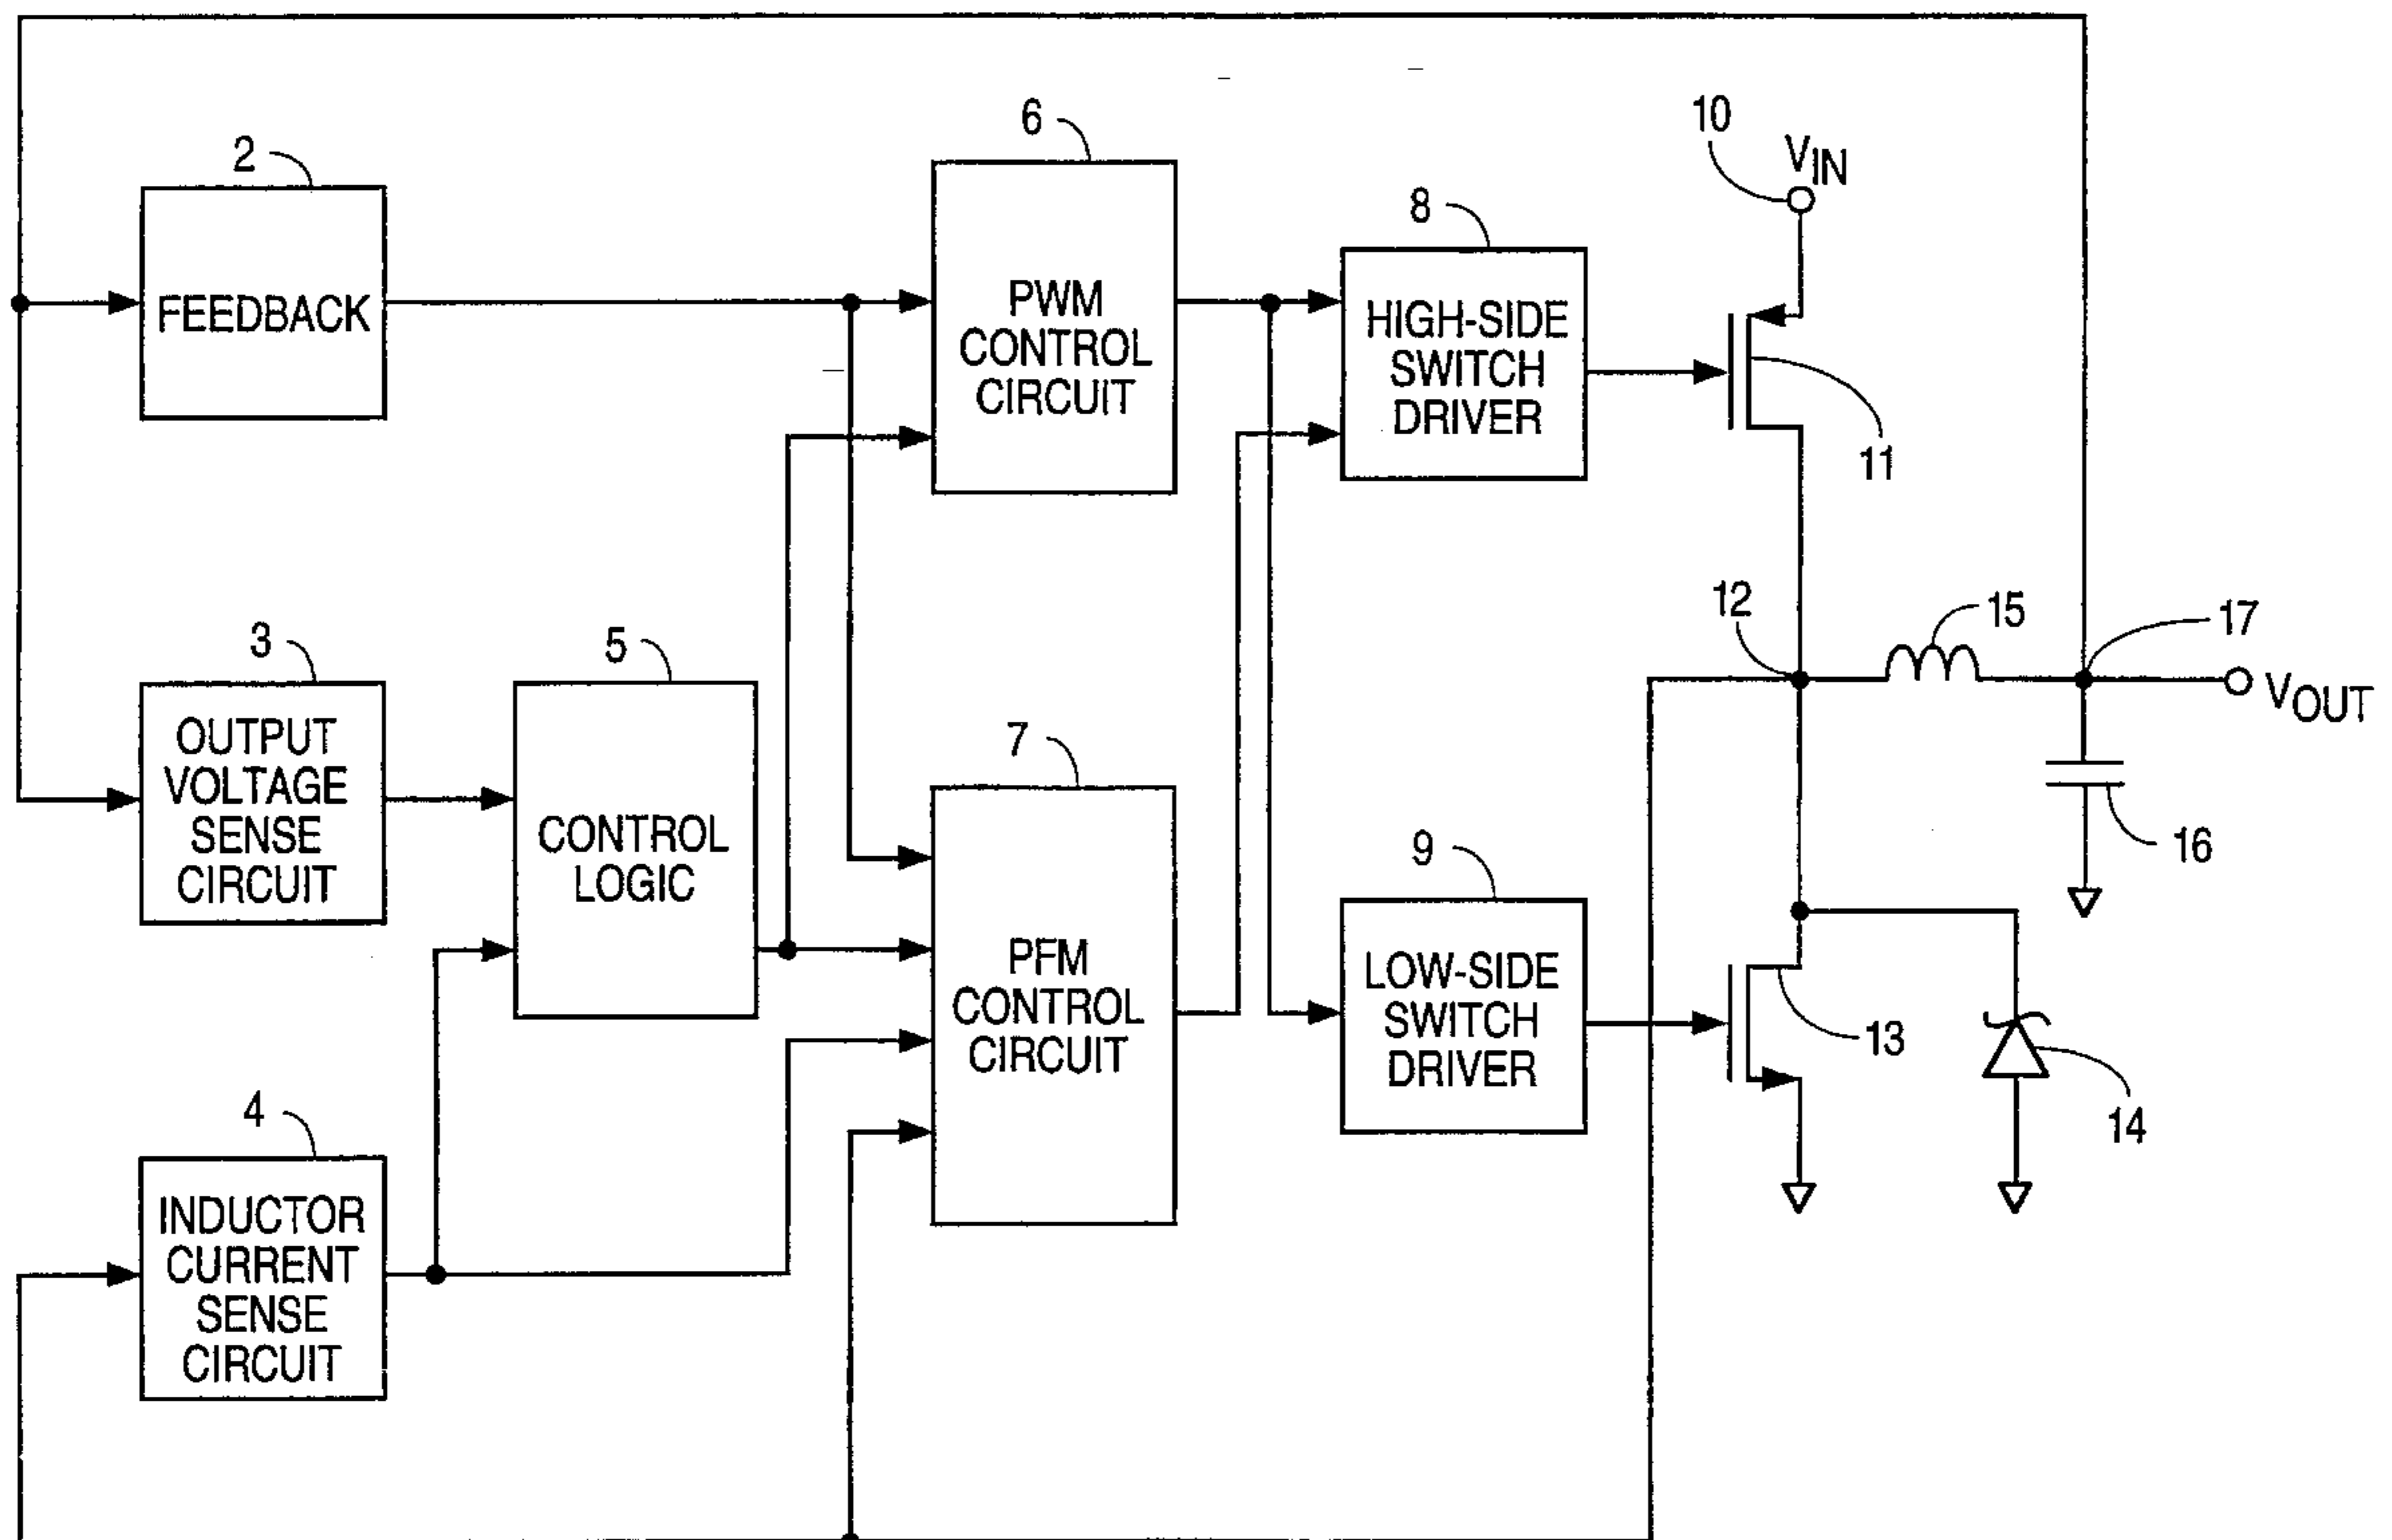 6
10
V_IN
2
8
FEEDBACK
PWM
CONTROL
CIRCUIT
HIGH-SIDE
SWITCH
DRIVER
11
12
15
17
3
5
V_OUT
OUTPUT
VOLTAGE
SENSE
CIRCUIT
CONTROL
LOGIC
7
9
16
PFM
CONTROL
CIRCUIT
LOW-SIDE
SWITCH
DRIVER
13
14
4
INDUCTOR
CURRENT
SENSE
CIRCUIT